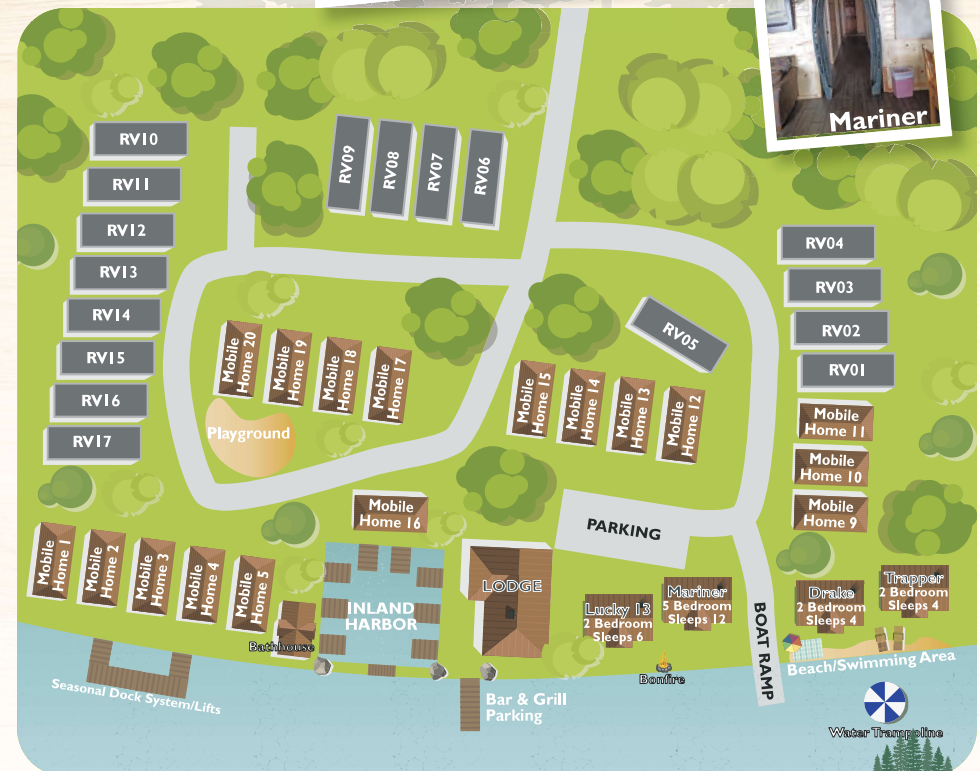 Mariner
RV10
RV11
RV12
RV13
RV14
RV15
RV16
RV17
RV09
RV08
RV07
RV06
RV04
RV03
RV02
RV01
RV05
Mobile
Home 20
Mobile
Home 19
Mobile
Home 18
Mobile
Home 17
Playground
Mobile
Home 15
Mobile
Home 14
Mobile
Home 13
Mobile
Home 12
Mobile
Home 11
Mobile
Home 10
Mobile
Home 9
Mobile
Home 16
PARKING
Mobile
Home 1
Mobile
Home 2
Mobile
Home 3
Mobile
Home 4
Mobile
Home 5
Bathhouse
INLAND
HARBOR
LODGE
Lucky 13
2 Bedroom
Sleeps 6
Mariner
5 Bedroom
Sleeps 12
Drake
2 Bedroom
Sleeps 4
Trapper
2 Bedroom
Sleeps 4
BOAT RAMP
Beach/Swimming Area
Bonfire
Seasonal Dock System/Lifts
Bar & Grill
Parking
Water Trampoline